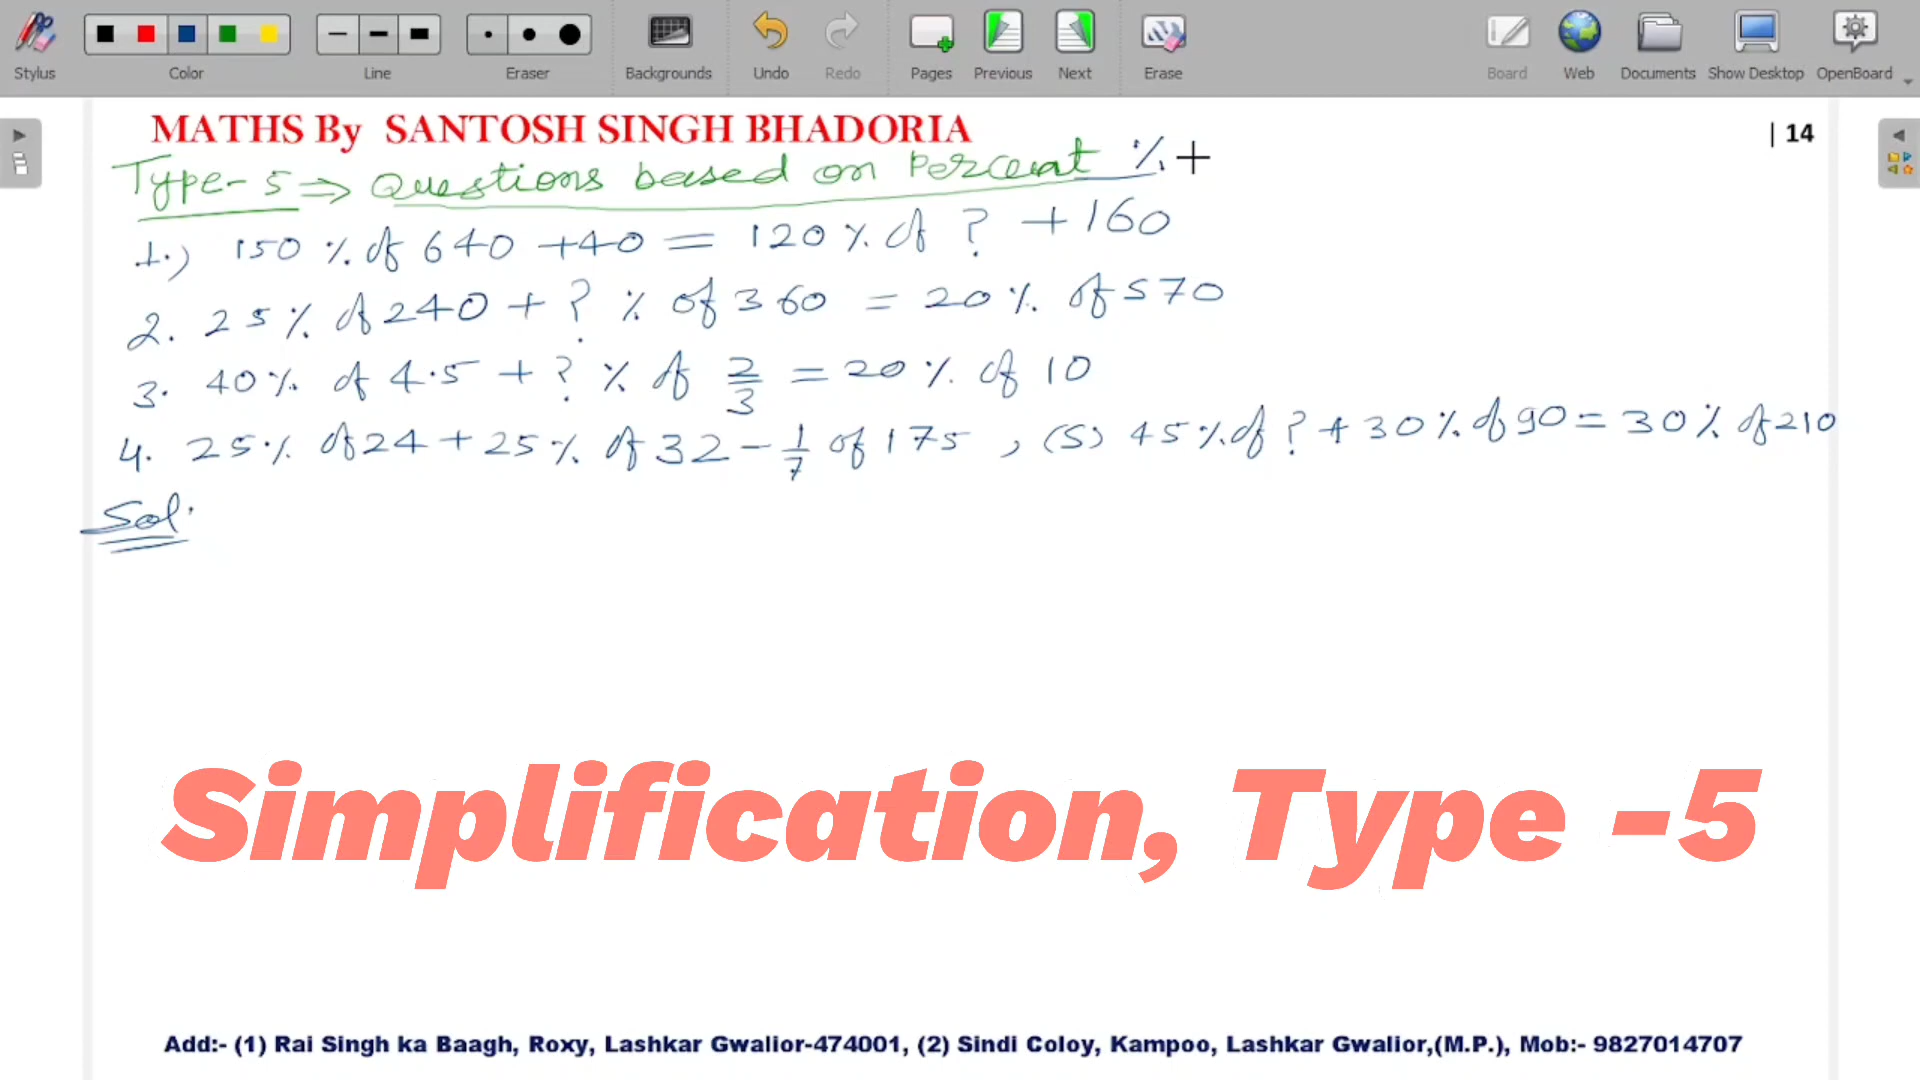 Stylus Color Line Eraser Backgrounds Undo Redo Pages Previous Next Erase Board Web Documents Show Desktop OpenBoard
MATHS By SANTOSH SINGH BHADORIA | 14
Type-5 ⇒ Questions based on Percent %
1.) 150 % of 640 + 40 = 120 % of ? + 160
2. 25 % of 240 + ? % of 360 = 20 % of 570
3. 40 % of 4.5 + ? % of 2/3 = 20 % of 10
4. 25 % of 24 + 25 % of 32 - 1/7 of 175 , (5) 45 % of ? + 30 % of 90 = 30 % of 210
Sol.
Simplification, Type -5
Add:- (1) Rai Singh ka Baagh, Roxy, Lashkar Gwalior-474001, (2) Sindi Coloy, Kampoo, Lashkar Gwalior,(M.P.), Mob:- 9827014707